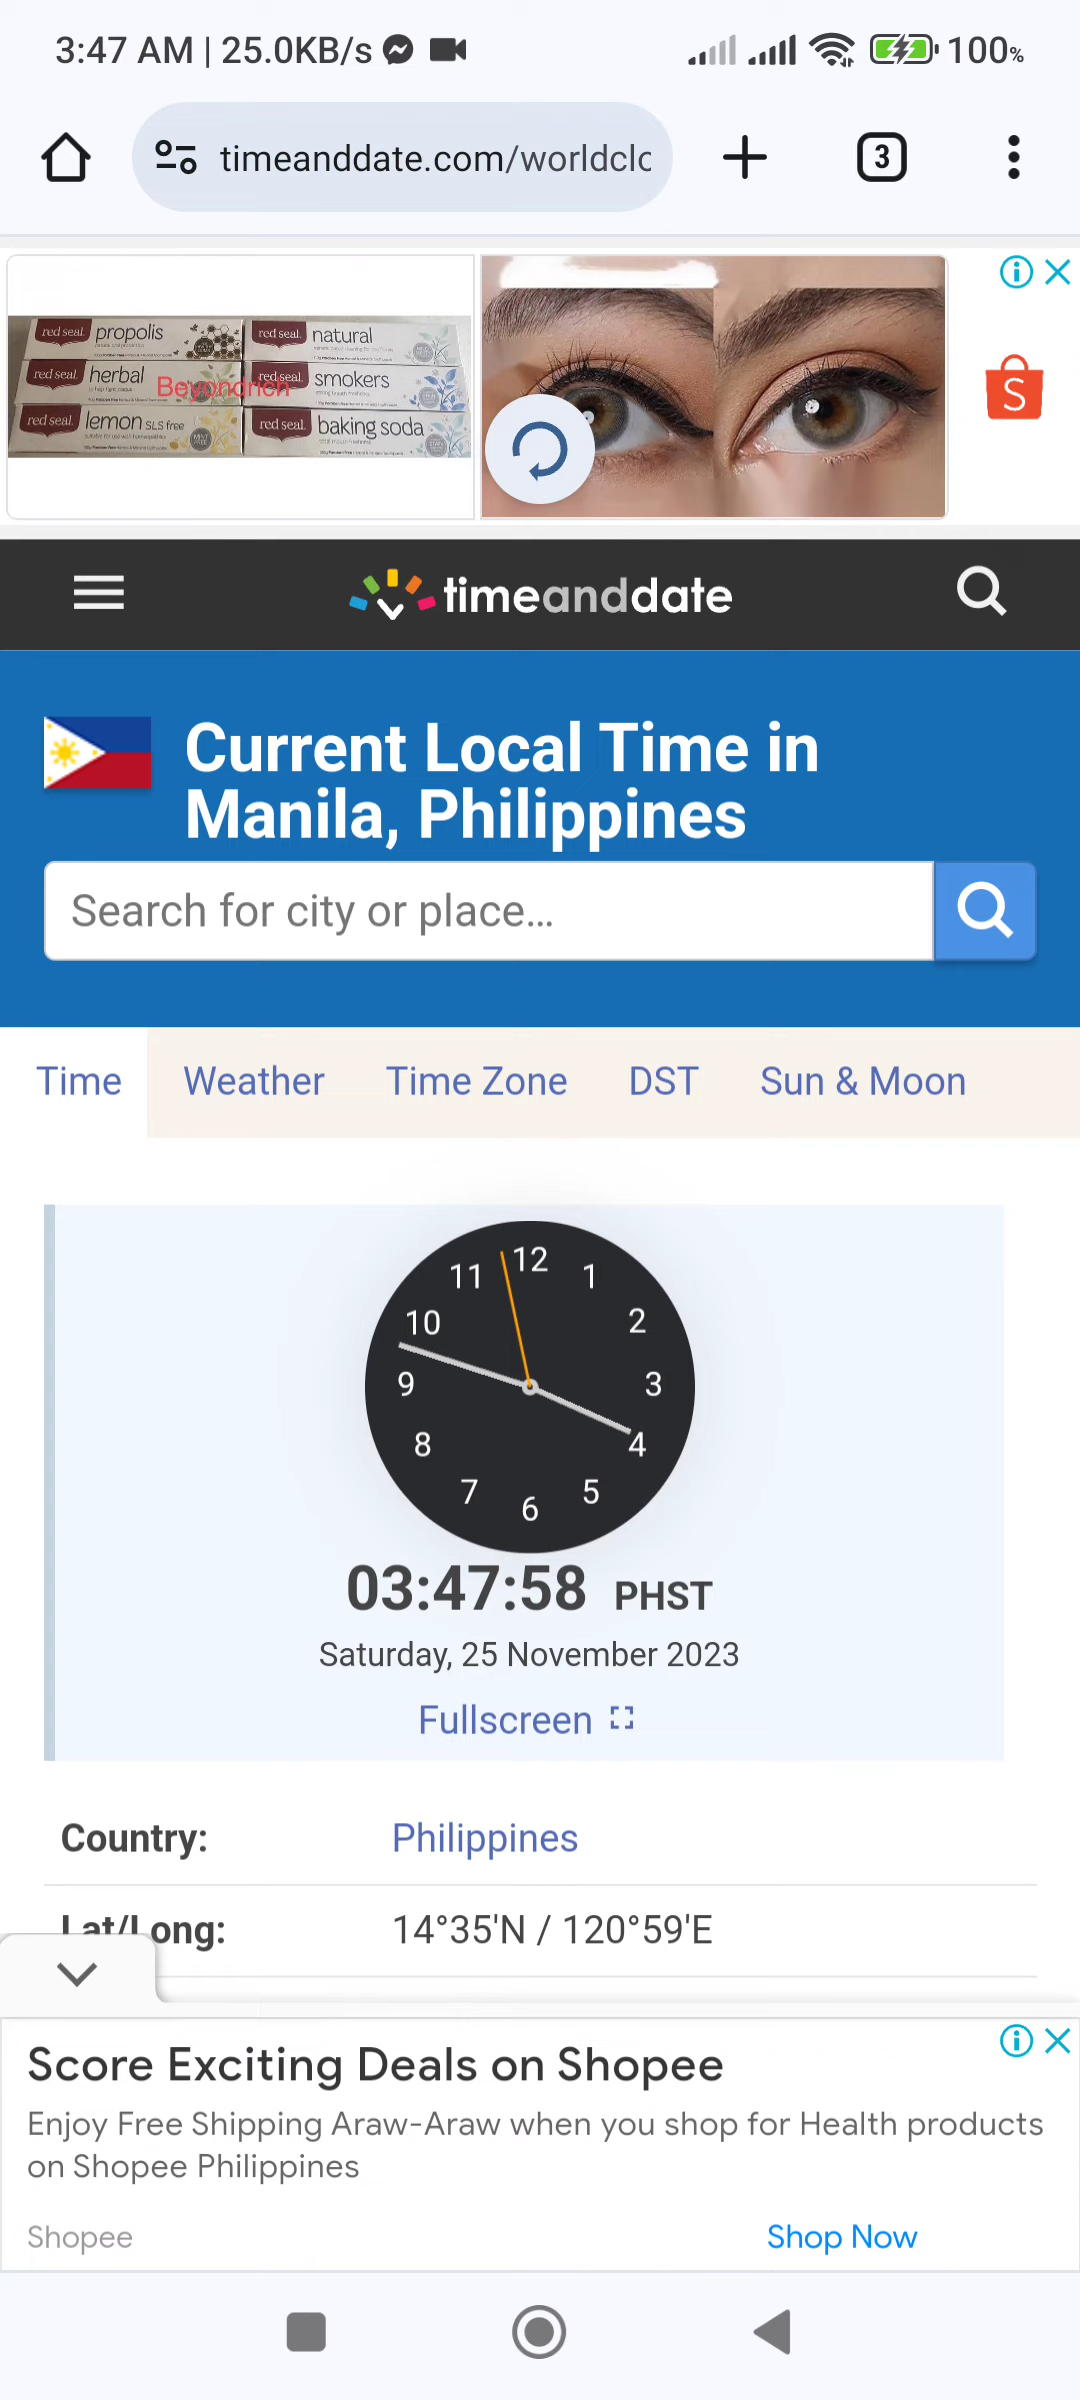 3:47 AM | 25.0KB/s 100%
timeanddate.com/worldclo
3
red seal. propolis
red seal. natural
red seal. herbal
red seal. smokers
Beyondrich
red seal. lemon SLS free
red seal. baking soda
timeanddate
Current Local Time in
Manila, Philippines
Search for city or place...
Time Weather Time Zone DST Sun & Moon
12
11 1
10 2
9 3
8 4
7 5
6
03:47:58 PHST
Saturday, 25 November 2023
Fullscreen
Country: Philippines
Lat/Long: 14°35'N / 120°59'E
Score Exciting Deals on Shopee
Enjoy Free Shipping Araw-Araw when you shop for Health products
on Shopee Philippines
Shopee Shop Now